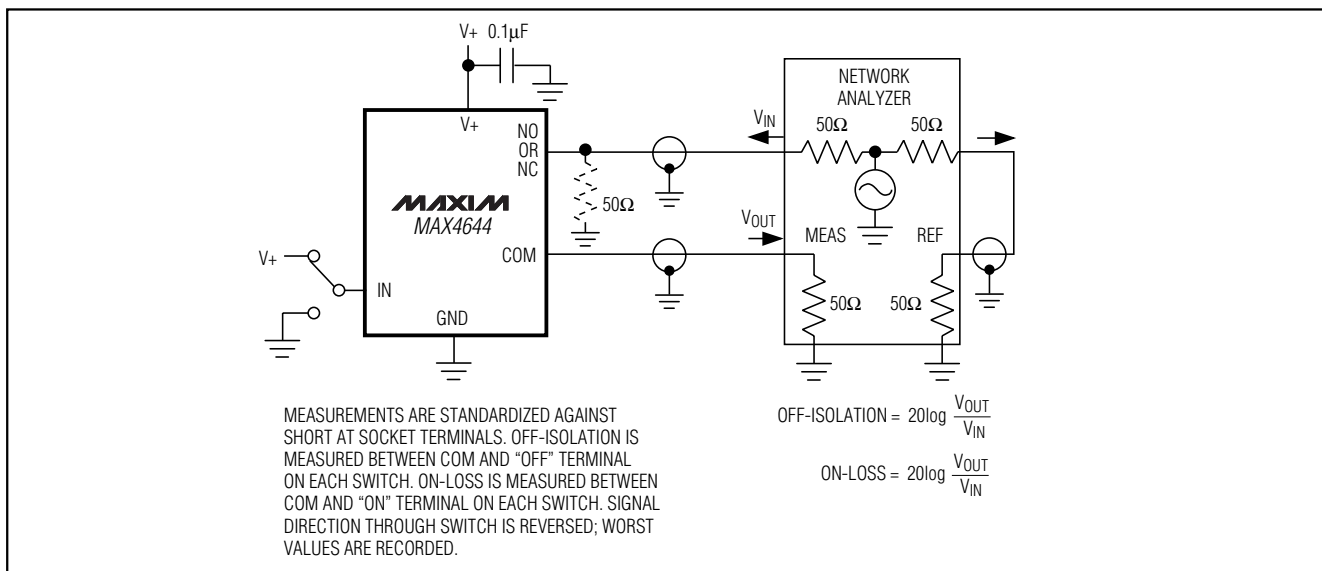 V+ 0.1µF
NETWORK
ANALYZER
V+
NO
OR
NC
VIN
50Ω
50Ω
MAXIM
MAX4644
50Ω
VOUT
MEAS
REF
COM
V+
IN
50Ω
50Ω
GND
MEASUREMENTS ARE STANDARDIZED AGAINST
SHORT AT SOCKET TERMINALS. OFF-ISOLATION IS
MEASURED BETWEEN COM AND “OFF” TERMINAL
ON EACH SWITCH. ON-LOSS IS MEASURED BETWEEN
COM AND “ON” TERMINAL ON EACH SWITCH. SIGNAL
DIRECTION THROUGH SWITCH IS REVERSED; WORST
VALUES ARE RECORDED.
OFF-ISOLATION = 20log VOUT
VIN
ON-LOSS = 20log VOUT
VIN